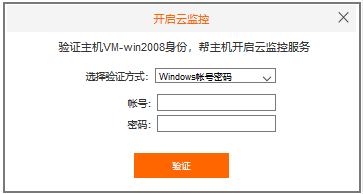 开启云监控
验证主机VM-win2008身份，帮主机开启云监控服务
选择验证方式： Windows帐号密码
帐号：
密码：
验证